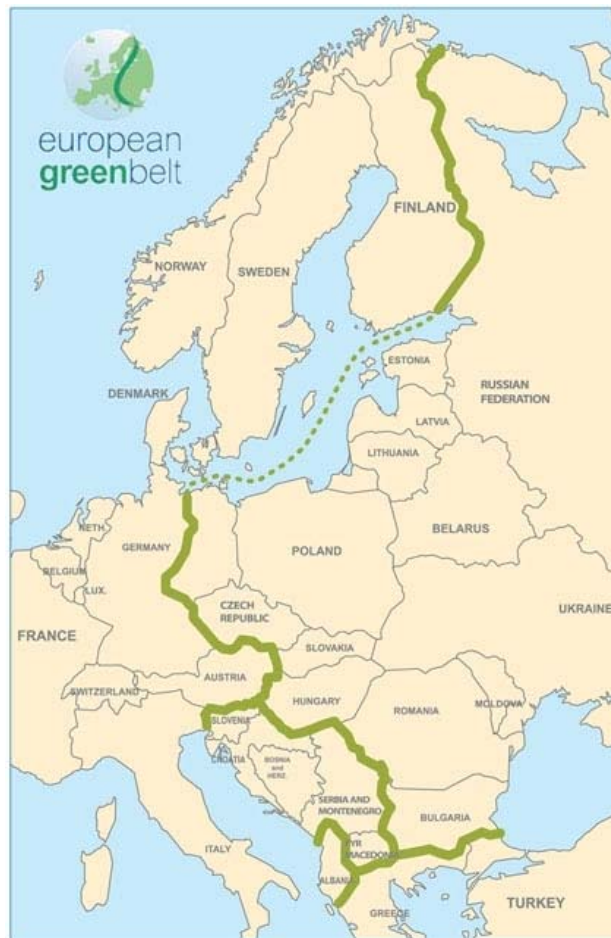 european
greenbelt
FINLAND
NORWAY
SWEDEN
ESTONIA
RUSSIAN
FEDERATION
DENMARK
LATVIA
LITHUANIA
NETH.
BELARUS
GERMANY
POLAND
BELGIUM
LUX.
CZECH
REPUBLIC
UKRAINE
FRANCE
SLOVAKIA
AUSTRIA
SWITZERLAND
HUNGARY
MOLDOVA
ROMANIA
SLOVENIA
CROATIA
BOSNIA
and
HERZ.
SERBIA AND
MONTENEGRO
BULGARIA
ITALY
FYR
MACEDONIA
ALBANIA
TURKEY
GREECE